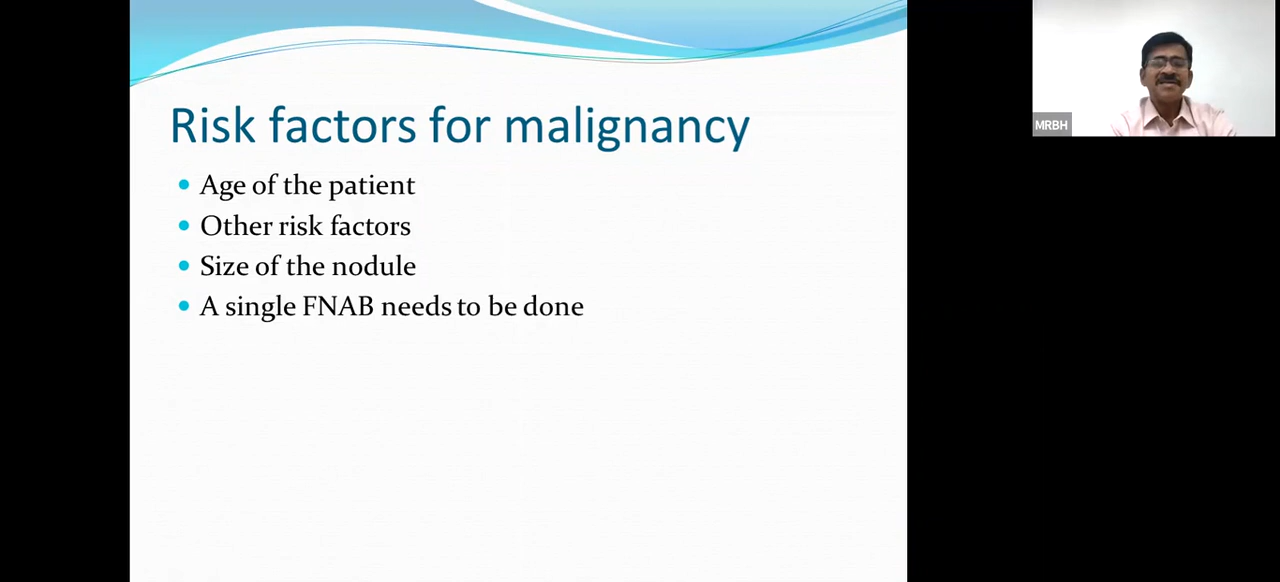 Risk factors for malignancy
Age of the patient
Other risk factors
Size of the nodule
A single FNAB needs to be done
MRBH